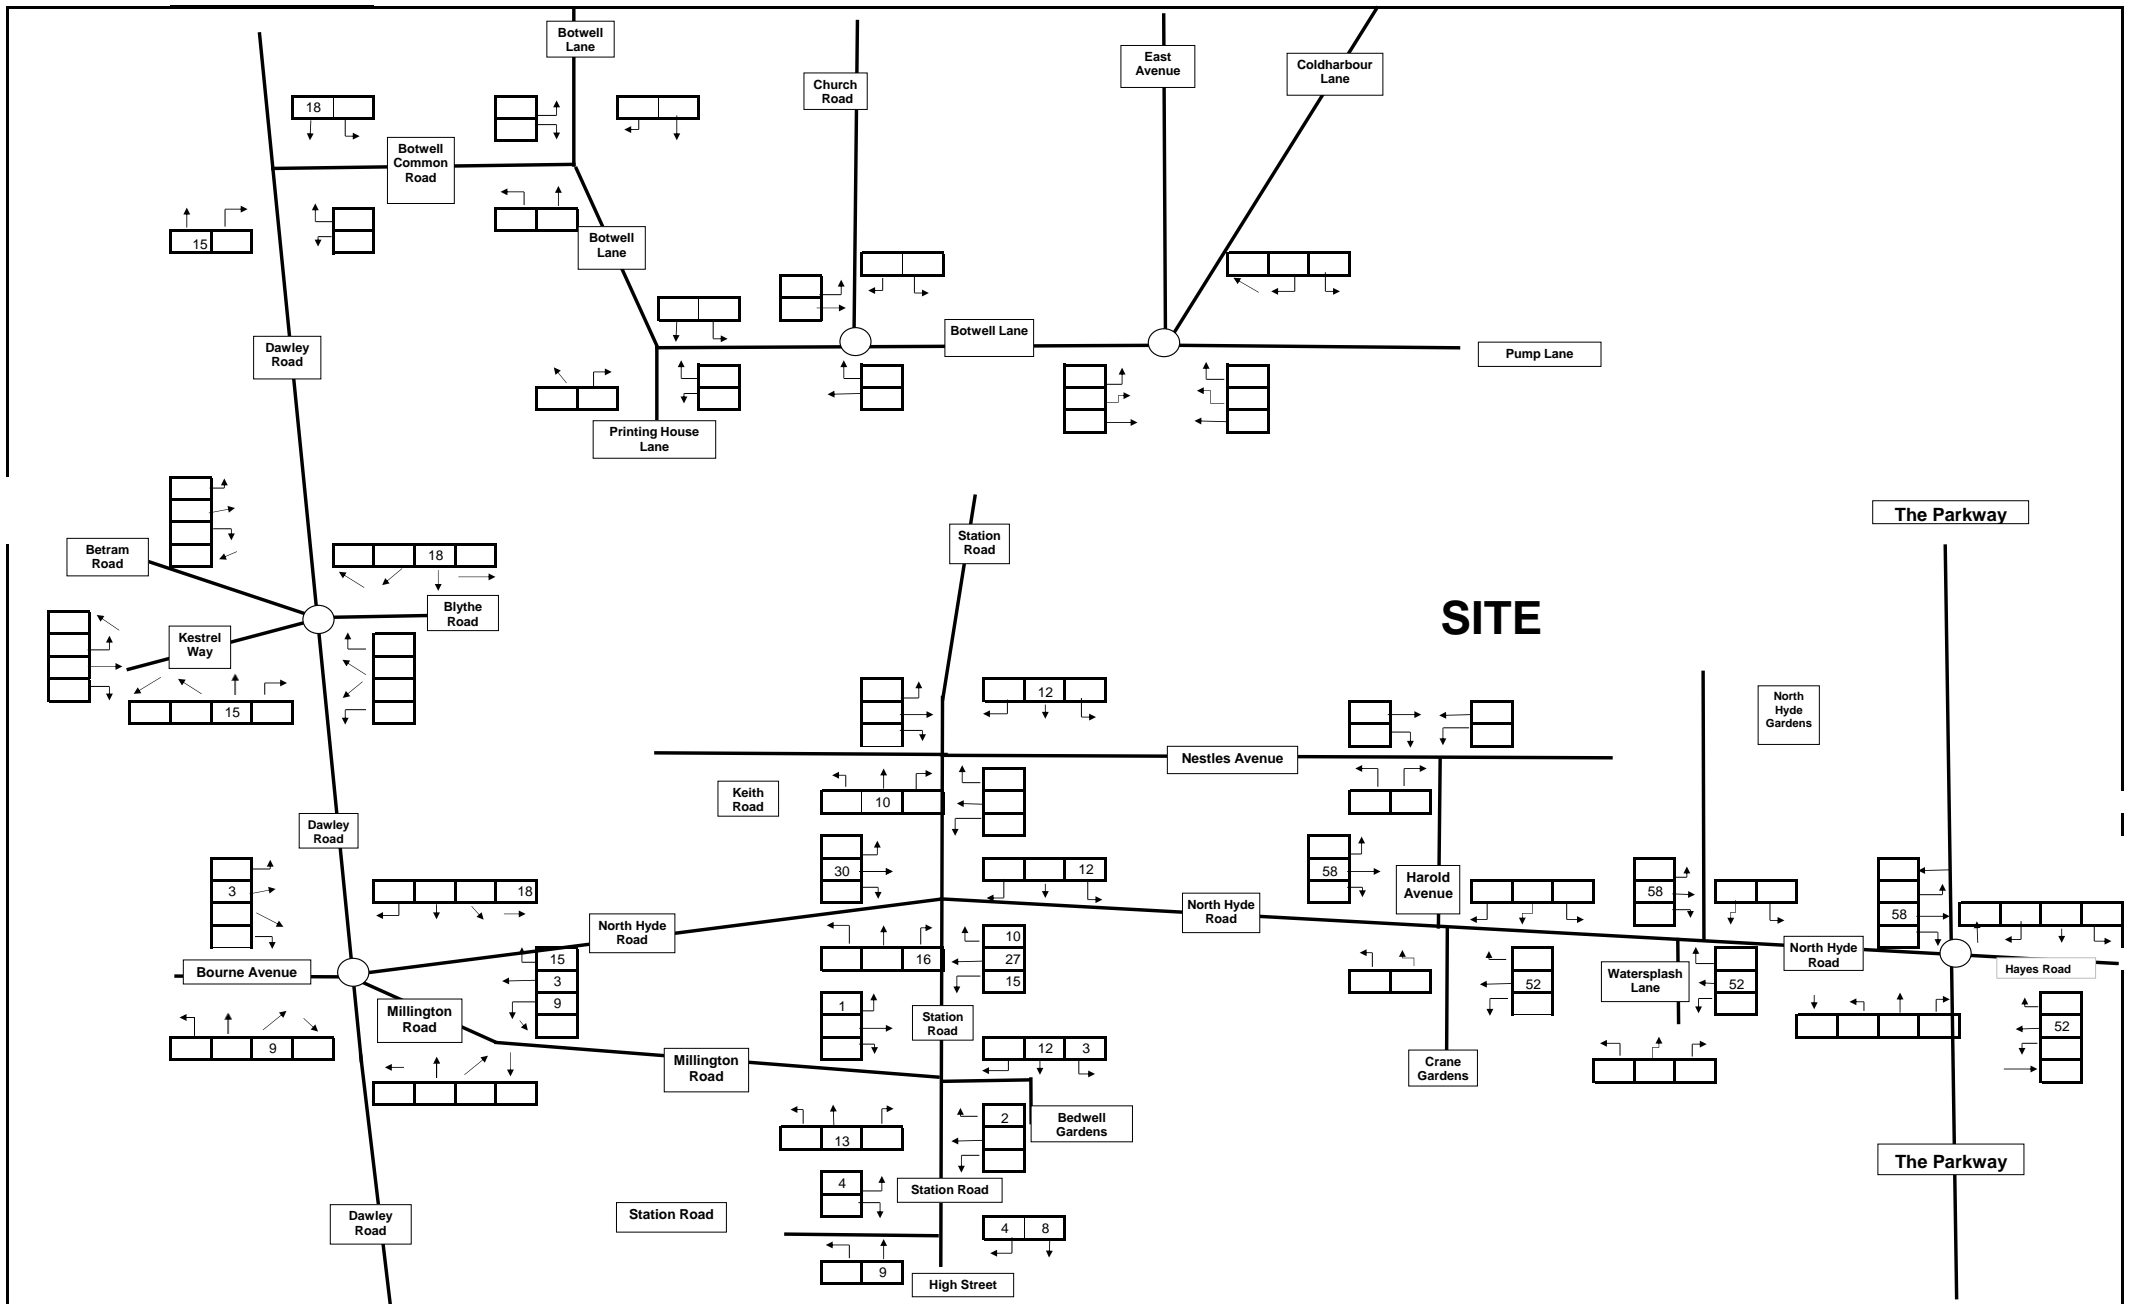 Botwell
Lane
East
Avenue
Coldharbour
Lane
Church
Road
18
Botwell
Common
Road
15
Botwell
Lane
Botwell Lane
Dawley
Road
Pump Lane
Printing House
Lane
The Parkway
Station
Road
Betram
Road
18
Blythe
Road
SITE
Kestrel
Way
15
12
North
Hyde
Gardens
Nestles Avenue
Keith
Road
10
Dawley
Road
30
12
58
Harold
Avenue
58
58
3
18
North Hyde
Road
North Hyde
Road
10
27
15
16
15
3
9
North Hyde
Road
Hayes Road
Bourne Avenue
Watersplash
Lane
52
52
52
Millington
Road
1
Station
Road
9
12 3
Millington
Road
Crane
Gardens
2
Bedwell
Gardens
13
The Parkway
4
Station Road
Station Road
Dawley
Road
4 8
9
High Street